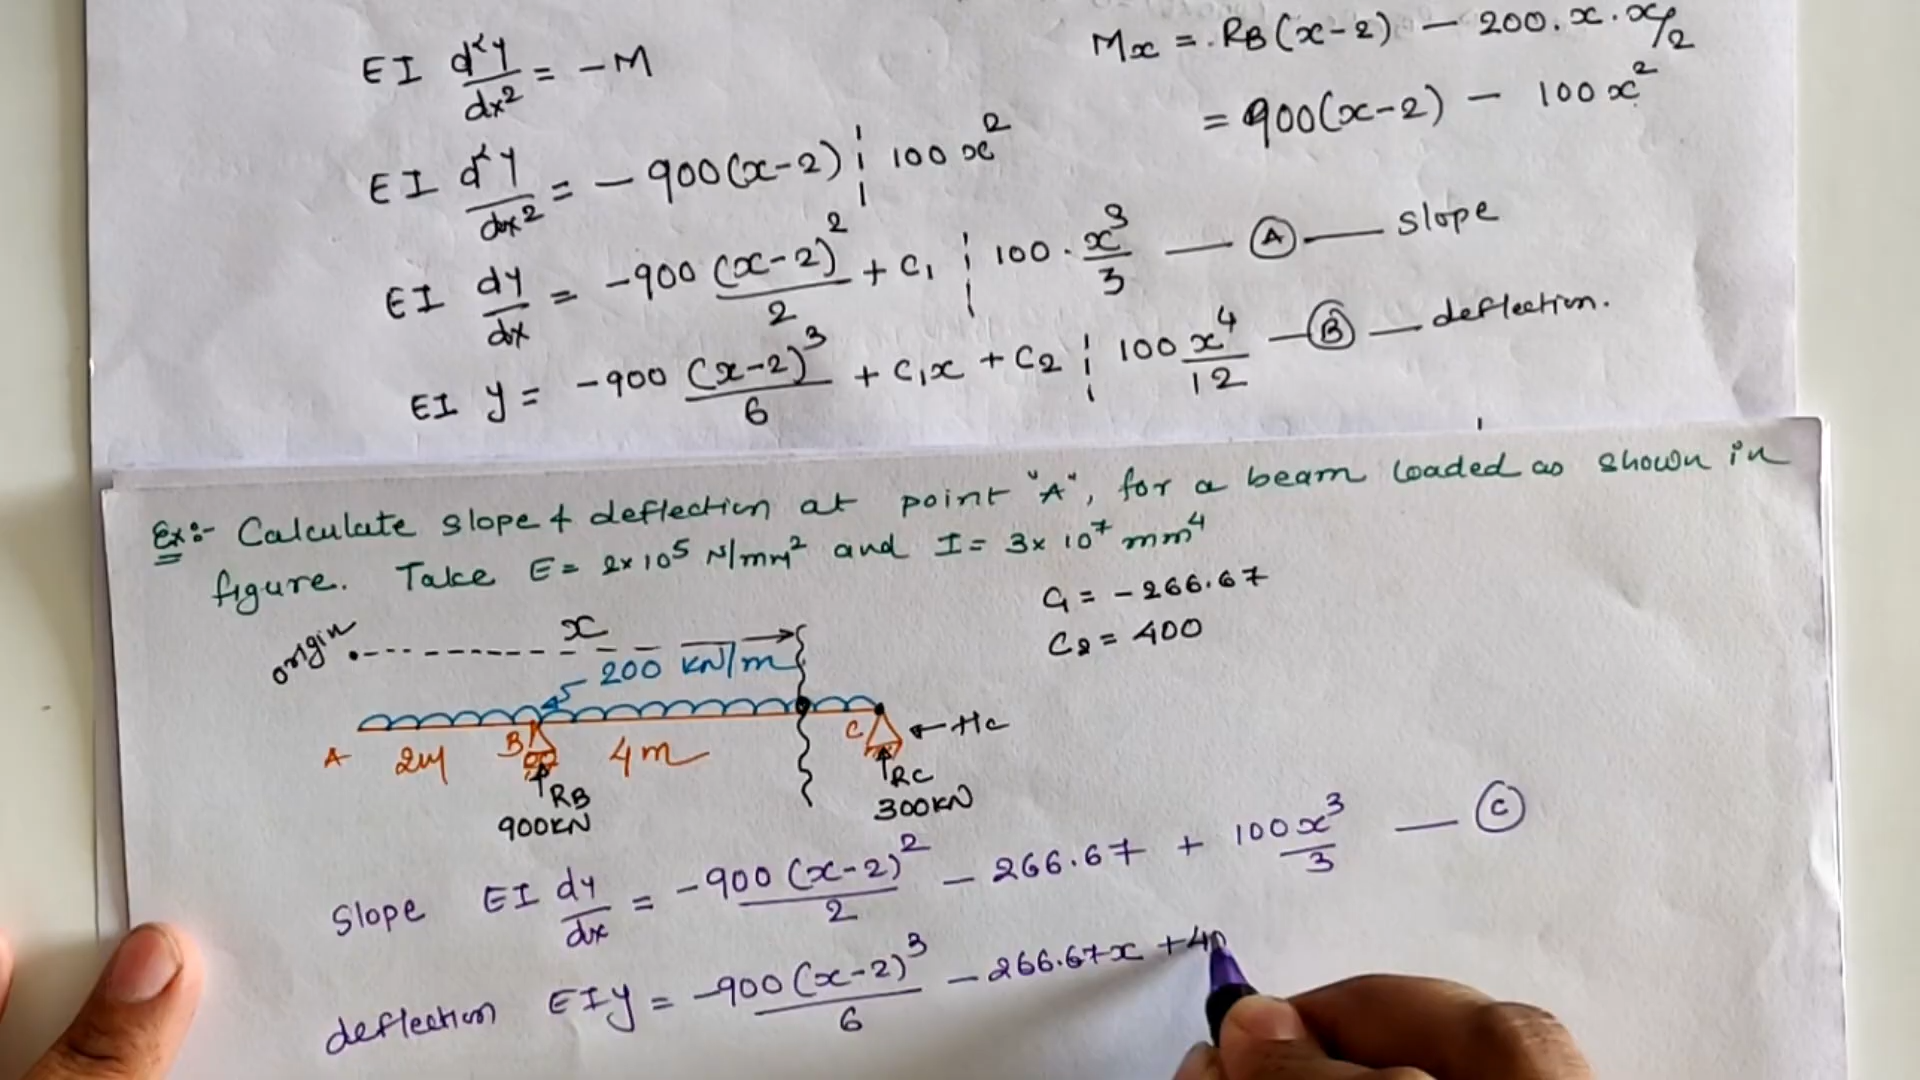 EI d²y/dx² = -M
Mx = RB(x-2) - 200.x.x/2
= 900(x-2) - 100x²
EI d²y/dx² = -900(x-2) ¦ 100x²
EI dy/dx = -900 (x-2)²/2 + C₁ ¦ 100.x³/3 — Ⓐ — slope
EI y = -900 (x-2)³/6 + C₁x + C₂ ¦ 100 x⁴/12 — Ⓑ — deflection.
Ex:- Calculate slope & deflection at point "A", for a beam loaded as shown in
figure. Take E = 2x10⁵ N/mm² and I = 3x10⁷ mm⁴
C₁ = -266.67
C₂ = 400
origin
x
200 kN/m
A 2m B 4m C ← Hc
RB
900KN
RC
300KN
Slope EI dy/dx = -900(x-2)²/2 - 266.67 + 100x³/3 — Ⓒ
deflection EIy = -900(x-2)³/6 - 266.67x + 40